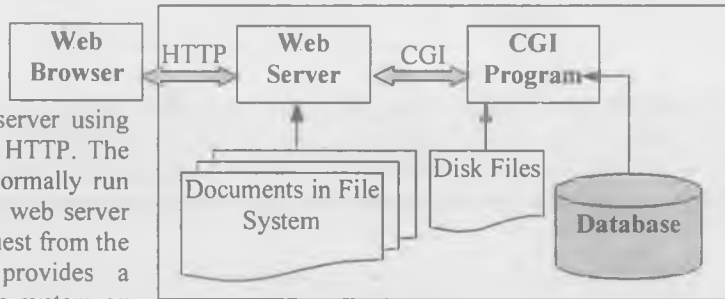 Web
Browser
HTTP
Web
Server
CGI
CGI
Program
server using
HTTP. The
ormally run
web server
uest from the
provides a
Documents in File
System
Disk Files
Database